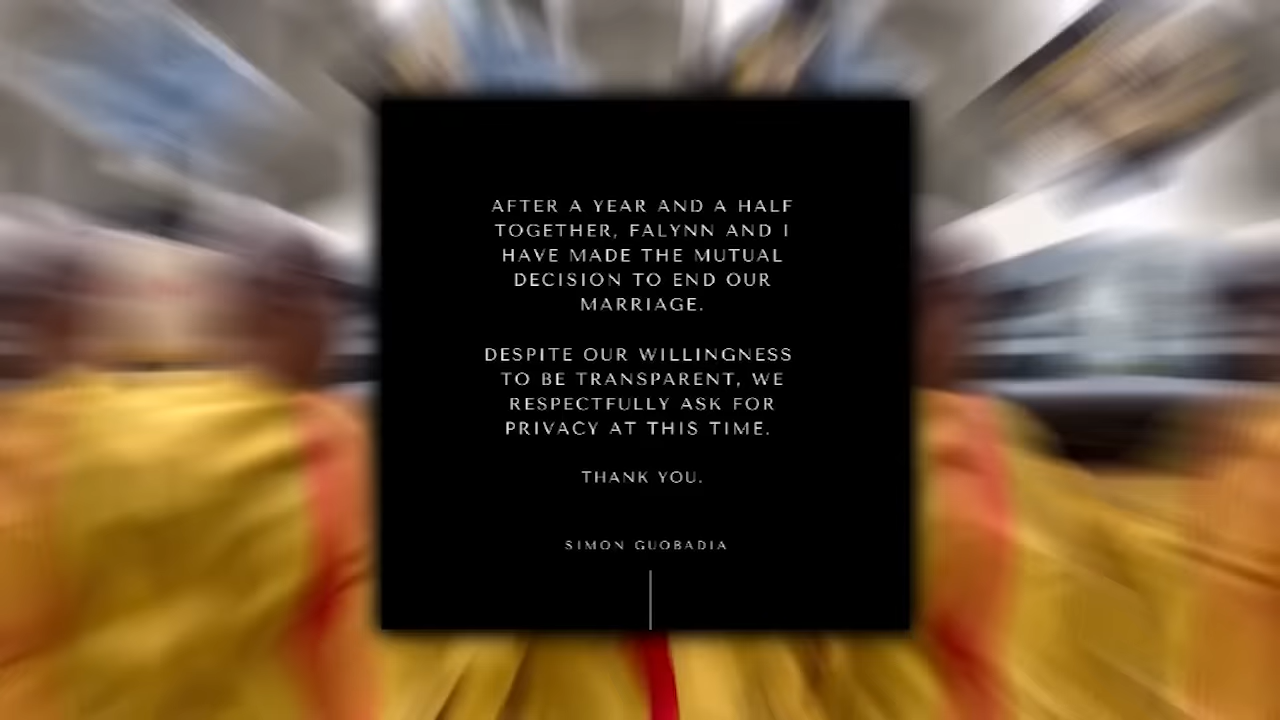 AFTER A YEAR AND A HALF
TOGETHER, FALYNN AND I
HAVE MADE THE MUTUAL
DECISION TO END OUR
MARRIAGE.
DESPITE OUR WILLINGNESS
TO BE TRANSPARENT, WE
RESPECTFULLY ASK FOR
PRIVACY AT THIS TIME.
THANK YOU.
SIMON GUOBADIA